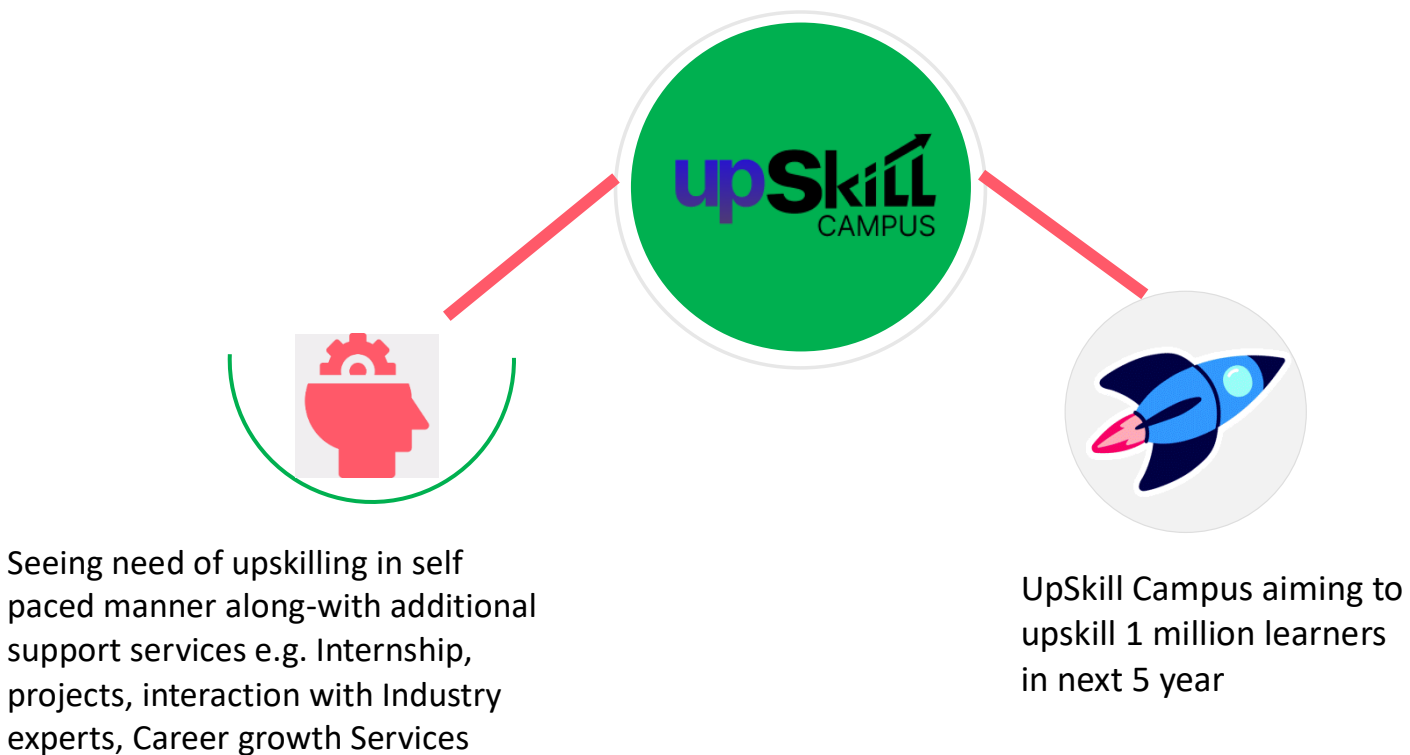 upSkill
CAMPUS
Seeing need of upskilling in self
paced manner along-with additional
support services e.g. Internship,
projects, interaction with Industry
experts, Career growth Services
UpSkill Campus aiming to
upskill 1 million learners
in next 5 year